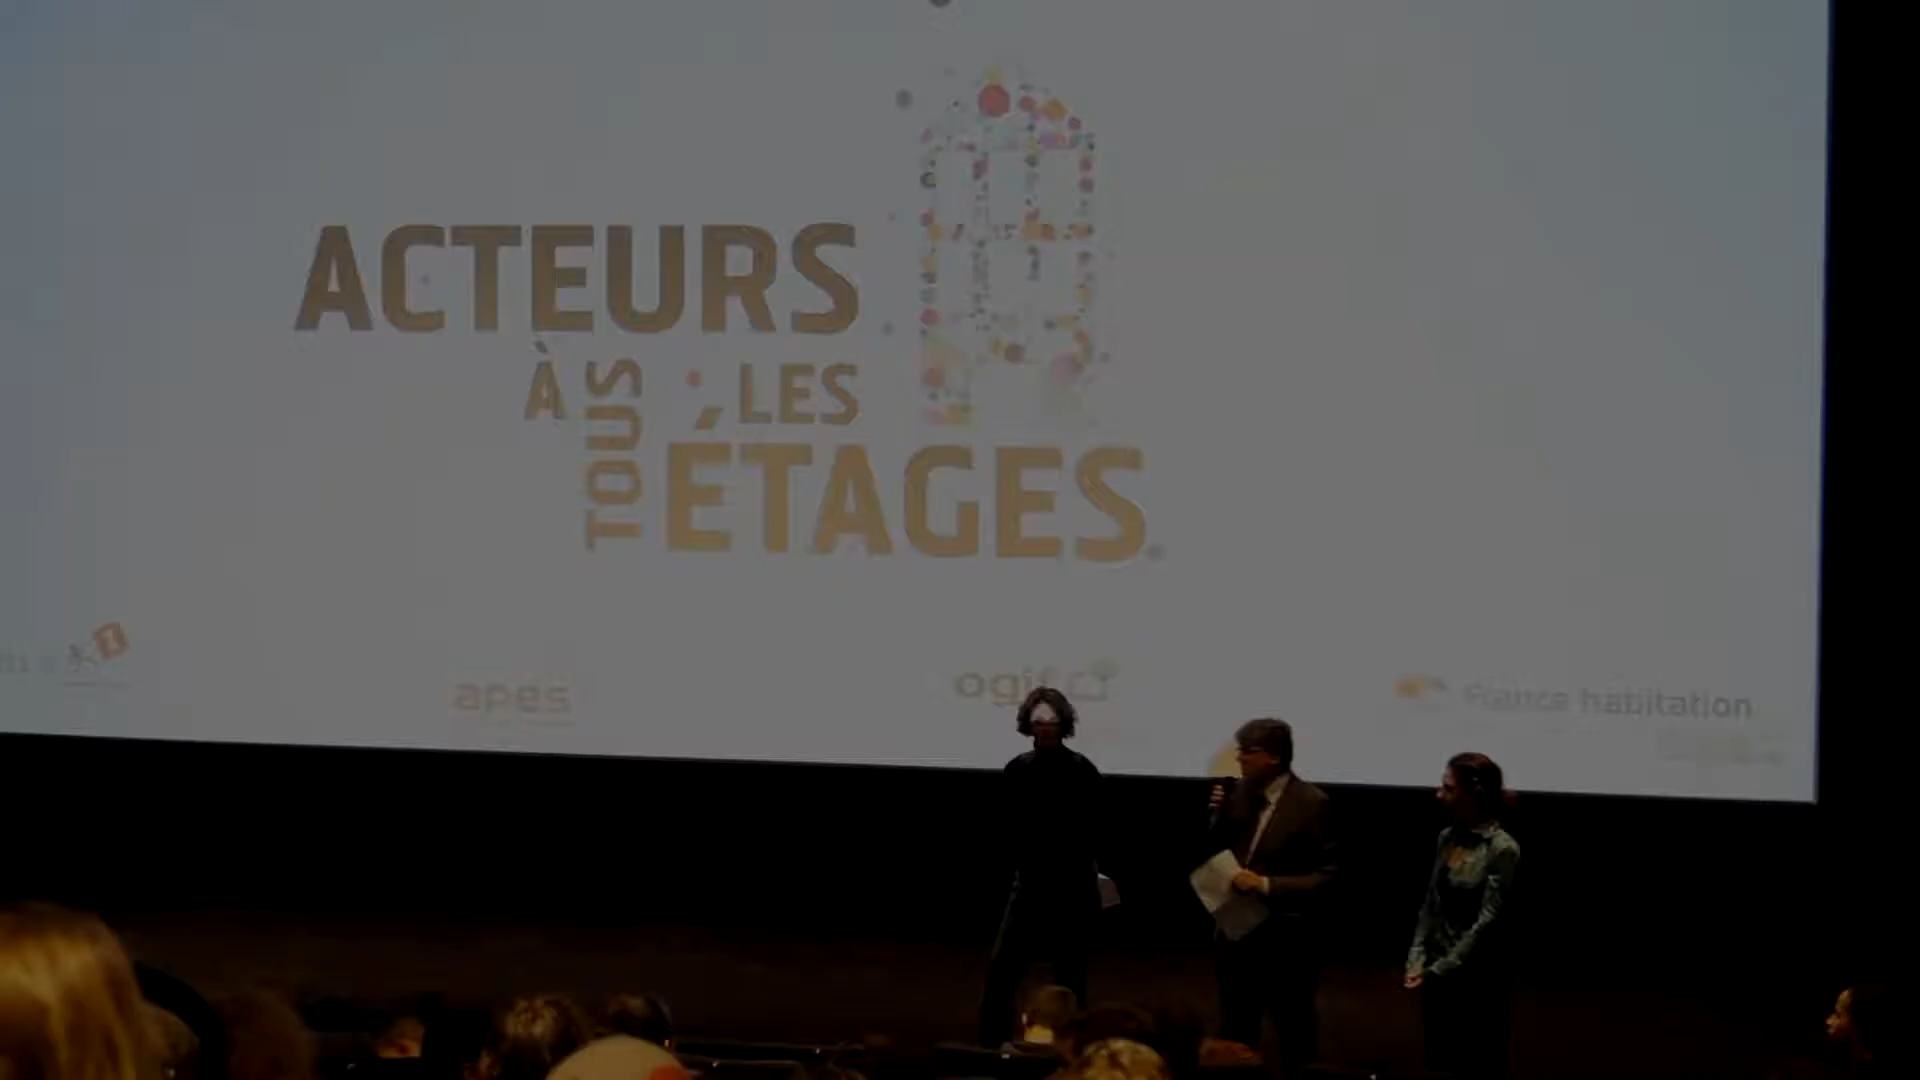 ACTEURS
À TOUS LES
ÉTAGES
apes
ogif
France habitation